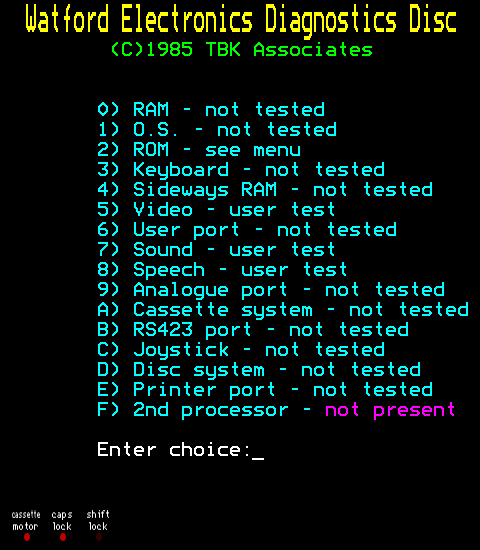 Watford Electronics Diagnostics Disc
(C)1985 TBK Associates
0) RAM - not tested
1) O.S. - not tested
2) ROM - see menu
3) Keyboard - not tested
4) Sideways RAM - not tested
5) Video - user test
6) User port - not tested
7) Sound - user test
8) Speech - user test
9) Analogue port - not tested
A) Cassette system - not tested
B) RS423 port - not tested
C) Joystick - not tested
D) Disc system - not tested
E) Printer port - not tested
F) 2nd processor - not present
Enter choice:_
cassette motor
caps lock
shift lock